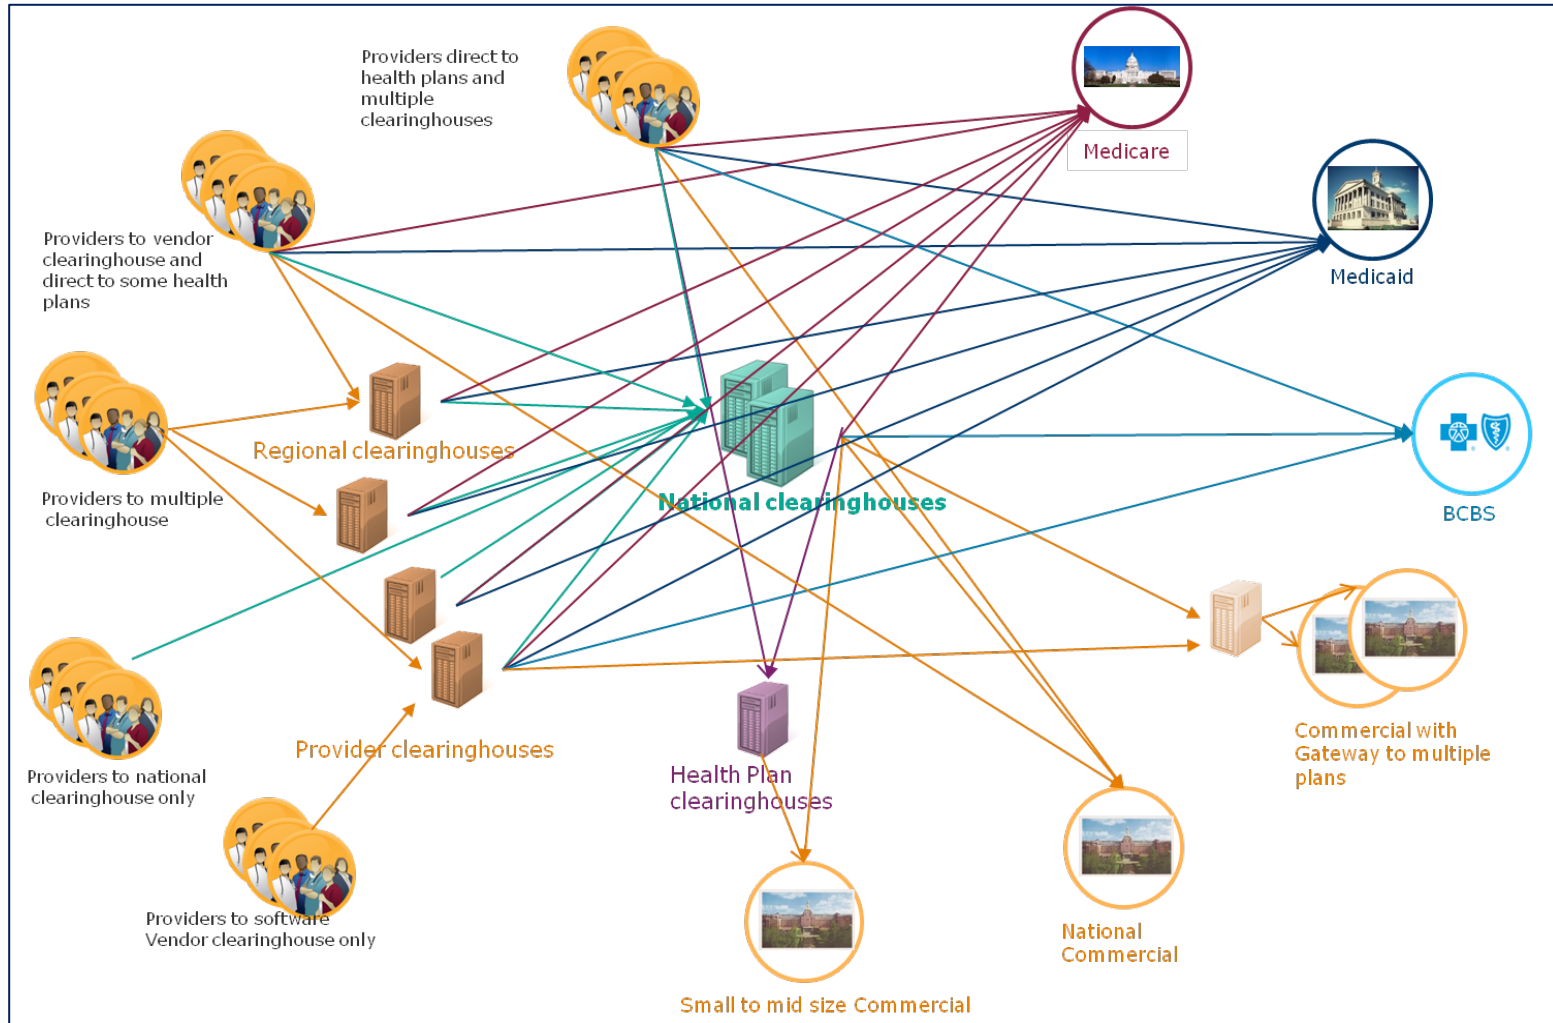 Providers direct to
health plans and
multiple
clearinghouses
Medicare
Medicaid
Providers to vendor
clearinghouse and
direct to some health
plans
Regional clearinghouses
National clearinghouses
Providers to multiple
clearinghouse
BCBS
Providers to national
clearinghouse only
Provider clearinghouses
Health Plan
clearinghouses
Commercial with
Gateway to multiple
plans
Providers to software
Vendor clearinghouse only
National
Commercial
Small to mid size Commercial